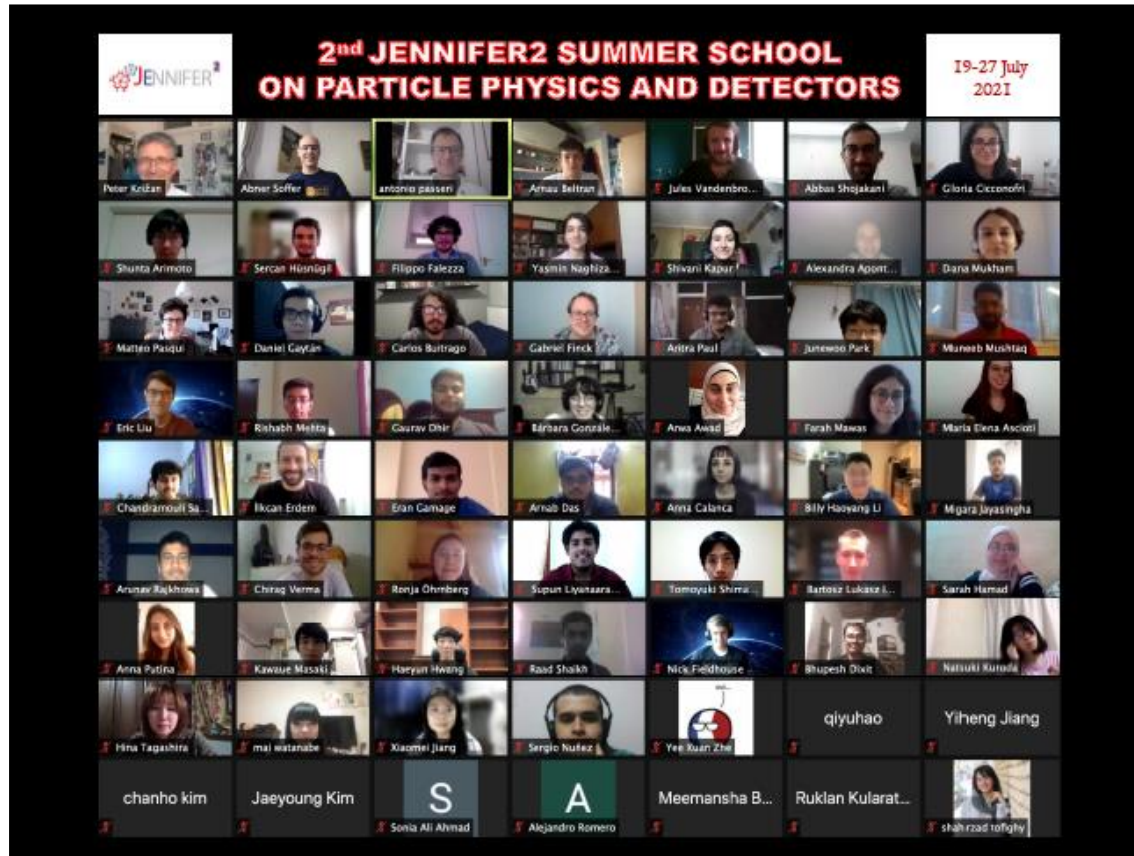 JENNIFER²
2nd JENNIFER2 SUMMER SCHOOL
ON PARTICLE PHYSICS AND DETECTORS
19-27 July
2021
Peter Križan
Abner Soffer
antonio passeri
Arnau Beltran
Jules Vandenbro...
Abbas Shojakani
Gloria Cicconofri
Shunta Arimoto
Sercan Hüsnügil
Filippo Falezza
Yasmin Naghiza...
Shivani Kapur
Alexandra Apont...
Diana Mukham...
Matteo Pasqui
Daniel Gaytán
Carlos Buitrago
Gabriel Finck
Aritra Paul
Junewoo Park
Muneeb Mushtaq
Eric Liu
Rishabh Mehta
Gaurav Dhir
Bárbara Gonzále...
Arwa Awad
Farah Mawas
Maria Elena Ascioti
Chandramouli Sa...
İlkcan Erdem
Eran Gamage
Arnab Das
Anna Calanca
Billy Haoyang Li
Migara Jayasingha
Arunav Rajkhowa
Chirag Verma
Ronja Öhrnberg
Supun Liyanaara...
Tomoyuki Shima...
Bartosz Lukasz
Sarah Hamad
Anna Putina
Kawaue Masaki
Haeyun Hwang
Raad Shaikh
Nick Fieldhouse
Bhupesh Dixit
Natsuki Kuroda
Hina Tagashira
mai watanabe
Xiaomei Jiang
Sergio Nuñez
Yee Xuan Zhe
qiyuhao
Yiheng Jiang
chanho kim
Jaeyoung Kim
S
Sonia Ali Ahmad
A
Alejandro Romero
Meemansha B...
Ruklan Kularat...
shahrzad tofighy